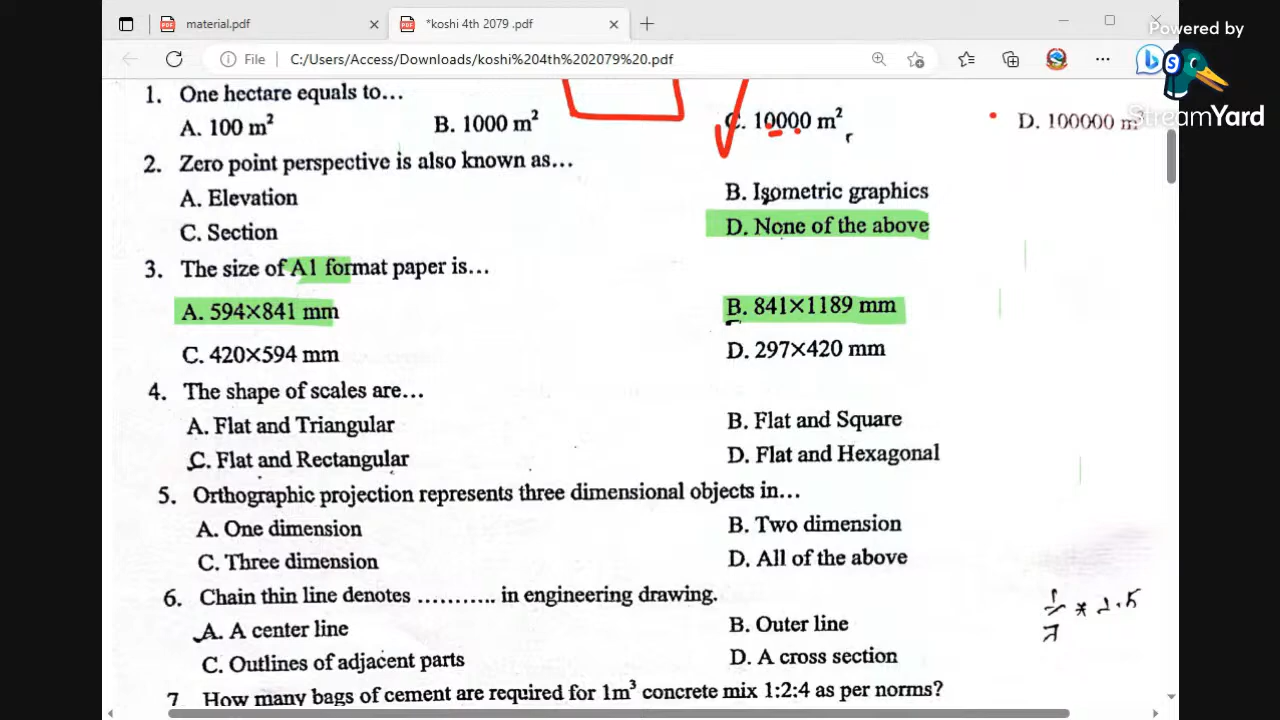 material.pdf
*koshi 4th 2079 .pdf
File C:/Users/Access/Downloads/koshi%204th%202079%20.pdf
Powered by
StreamYard
1. One hectare equals to...
A. 100 m² B. 1000 m² C. 10000 m² D. 100000 m²
2. Zero point perspective is also known as...
A. Elevation B. Isometric graphics
C. Section D. None of the above
3. The size of A1 format paper is...
A. 594×841 mm B. 841×1189 mm
C. 420×594 mm D. 297×420 mm
4. The shape of scales are...
A. Flat and Triangular B. Flat and Square
C. Flat and Rectangular D. Flat and Hexagonal
5. Orthographic projection represents three dimensional objects in...
A. One dimension B. Two dimension
C. Three dimension D. All of the above
6. Chain thin line denotes ........... in engineering drawing.
A. A center line B. Outer line
C. Outlines of adjacent parts D. A cross section
7 How many bags of cement are required for 1m³ concrete mix 1:2:4 as per norms?